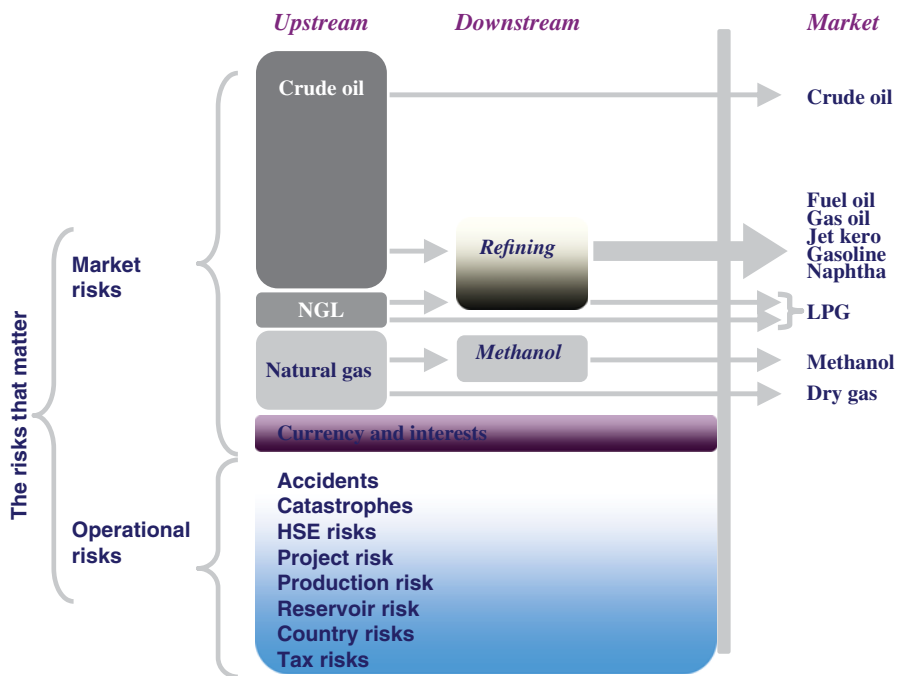 Upstream
Downstream
Market
Crude oil
Crude oil
Fuel oil
Gas oil
Jet kero
Gasoline
Naphtha
Refining
Market
risks
NGL
LPG
The risks that matter
Natural gas
Methanol
Methanol
Dry gas
Currency and interests
Operational
risks
Accidents
Catastrophes
HSE risks
Project risk
Production risk
Reservoir risk
Country risks
Tax risks